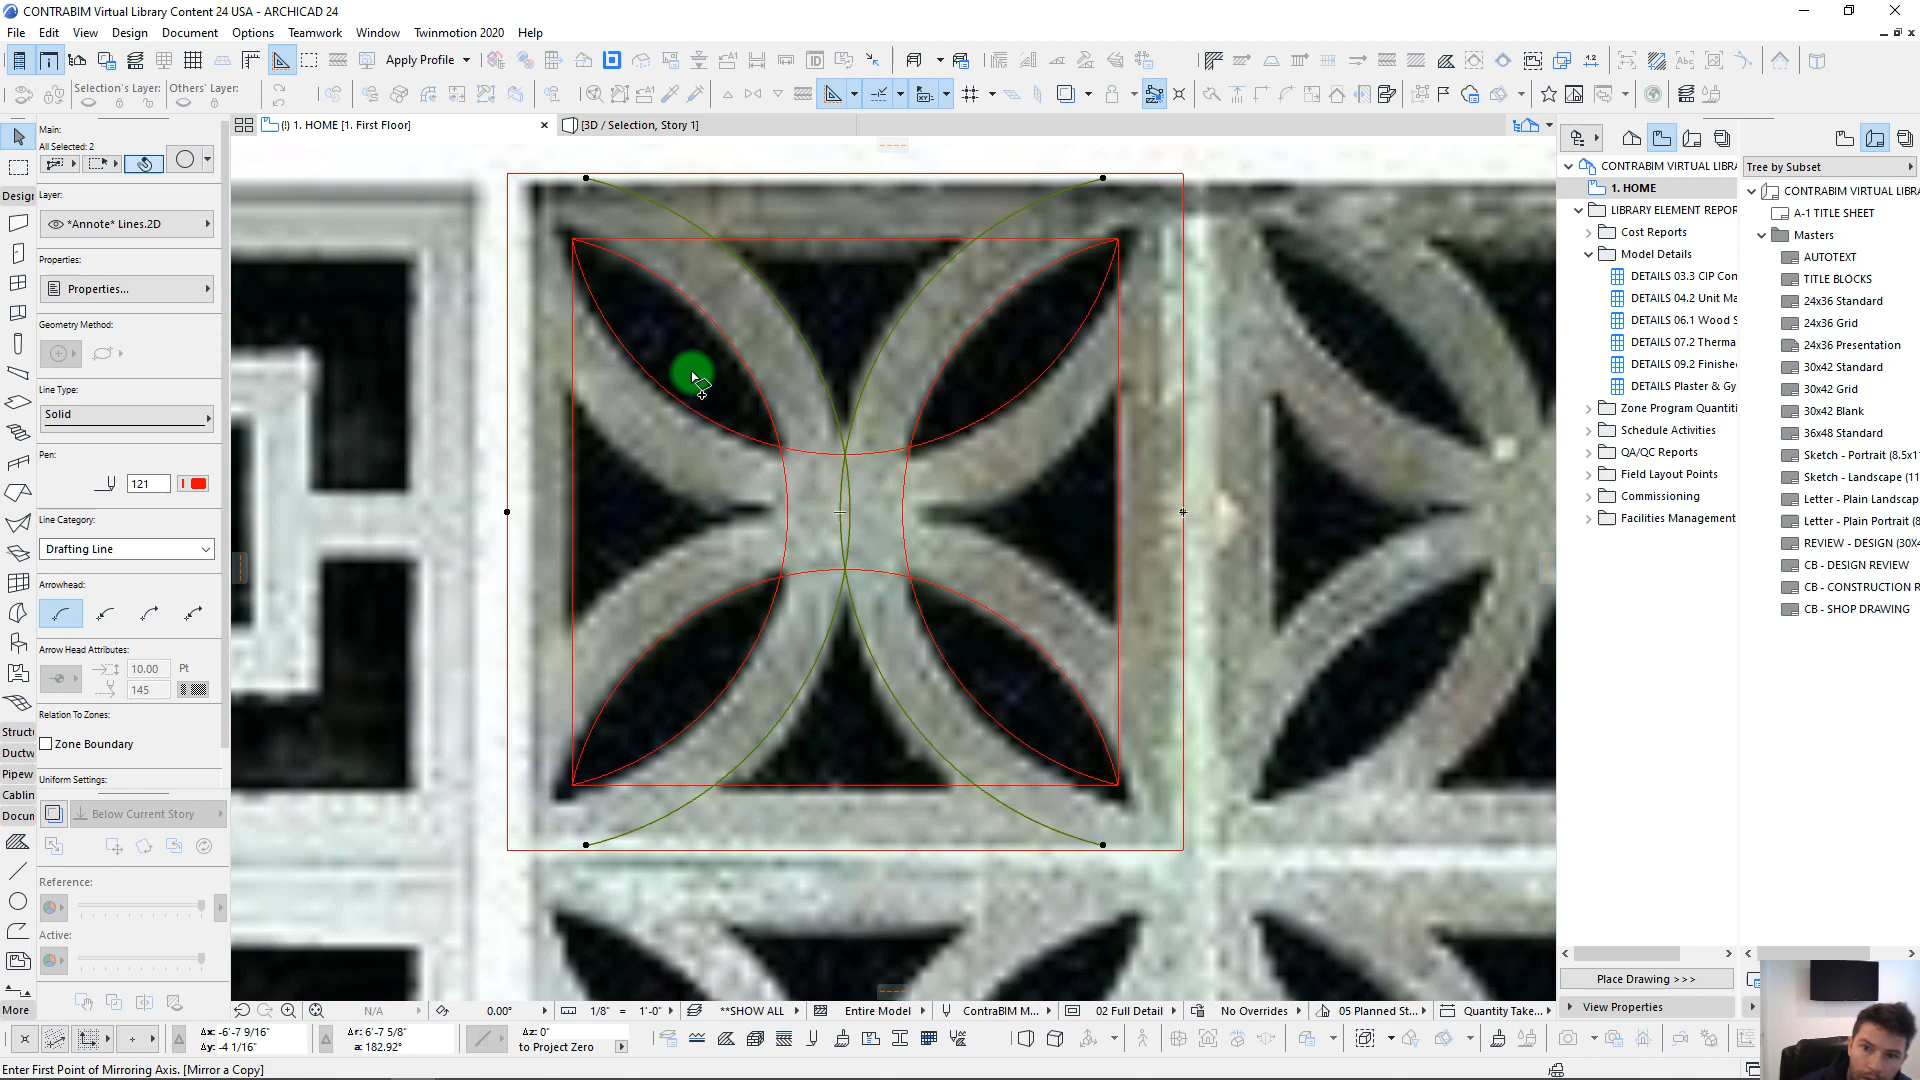 CONTRABIM Virtual Library Content 24 USA - ARCHICAD 24
File Edit View Design Document Options Teamwork Window Twinmotion 2020 Help
Apply Profile
Selection's Layer: Others' Layer:
(!) 1. HOME [1. First Floor]
[3D / Selection, Story 1]
Main:
All Selected: 2
Design
Layer:
*Annote* Lines.2D
Properties:
Properties...
Geometry Method:
Line Type:
Solid
Pen:
121
Line Category:
Drafting Line
Arrowhead:
Arrow Head Attributes:
10.00 Pt
145
Relation To Zones:
Zone Boundary
Uniform Settings:
Below Current Story
Reference:
Active:
Struct
Ductw
Pipew
Cablin
Docum
More
CONTRABIM VIRTUAL LIBRA
1. HOME
LIBRARY ELEMENT REPOR
Cost Reports
Model Details
DETAILS 03.3 CIP Con
DETAILS 04.2 Unit Ma
DETAILS 06.1 Wood S
DETAILS 07.2 Therma
DETAILS 09.2 Finishe
DETAILS Plaster & Gy
Zone Program Quantiti
Schedule Activities
QA/QC Reports
Field Layout Points
Commissioning
Facilities Management
Place Drawing >>>
View Properties
Tree by Subset
CONTRABIM VIRTUAL LIBR
A-1 TITLE SHEET
Masters
AUTOTEXT
TITLE BLOCKS
24x36 Standard
24x36 Grid
24x36 Presentation
30x42 Standard
30x42 Grid
30x42 Blank
36x48 Standard
Sketch - Portrait (8.5x1
Sketch - Landscape (11
Letter - Plain Landscap
Letter - Plain Portrait (8
REVIEW - DESIGN (30X4
CB - DESIGN REVIEW
CB - CONSTRUCTION R
CB - SHOP DRAWING
N/A 0.00° 1/8" = 1'-0" **SHOW ALL Entire Model ContraBIM M... 02 Full Detail No Overrides 05 Planned St... Quantity Take...
Δx: -6'-7 9/16" Δr: 6'-7 5/8" Δz: 0"
Δy: -4 1/16" a: 182.92° to Project Zero
Enter First Point of Mirroring Axis. [Mirror a Copy]